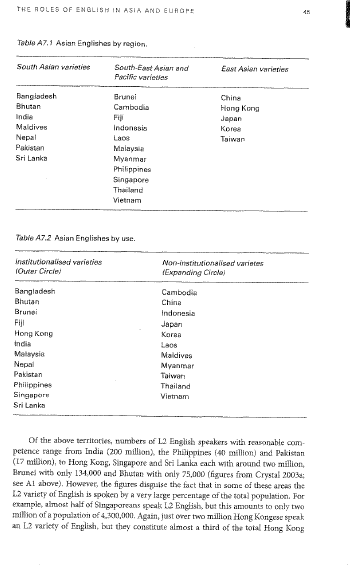 THE ROLES OF ENGLISH IN ASIA AND EUROPE 45
Table A7.1 Asian Englishes by region.
South Asian varieties South-East Asian and East Asian varieties
Pacific varieties
Bangladesh Brunei China
Bhutan Cambodia Hong Kong
India Fiji Japan
Maldives Indonesia Korea
Nepal Laos Taiwan
Pakistan Malaysia
Sri Lanka Myanmar
Philippines
Singapore
Thailand
Vietnam
Table A7.2 Asian Englishes by use.
Institutionalised varieties Non-institutionalised varietes
(Outer Circle) (Expanding Circle)
Bangladesh Cambodia
Bhutan China
Brunei Indonesia
Fiji Japan
Hong Kong Korea
India Laos
Malaysia Maldives
Nepal Myanmar
Pakistan Taiwan
Philippines Thailand
Singapore Vietnam
Sri Lanka
Of the above territories, numbers of L2 English speakers with reasonable com-
petence range from India (200 million), the Philippines (40 million) and Pakistan
(17 million), to Hong Kong, Singapore and Sri Lanka each with around two million,
Brunei with only 134,000 and Bhutan with only 75,000 (figures from Crystal 2003a;
see A1 above). However, the figures disguise the fact that in some of these areas the
L2 variety of English is spoken by a very large percentage of the total population. For
example, almost half of Singaporeans speak L2 English, but this amounts to only two
million of a population of 4,300,000. Again, just over two million Hong Kongese speak
an L2 variety of English, but they constitute almost a third of the total Hong Kong